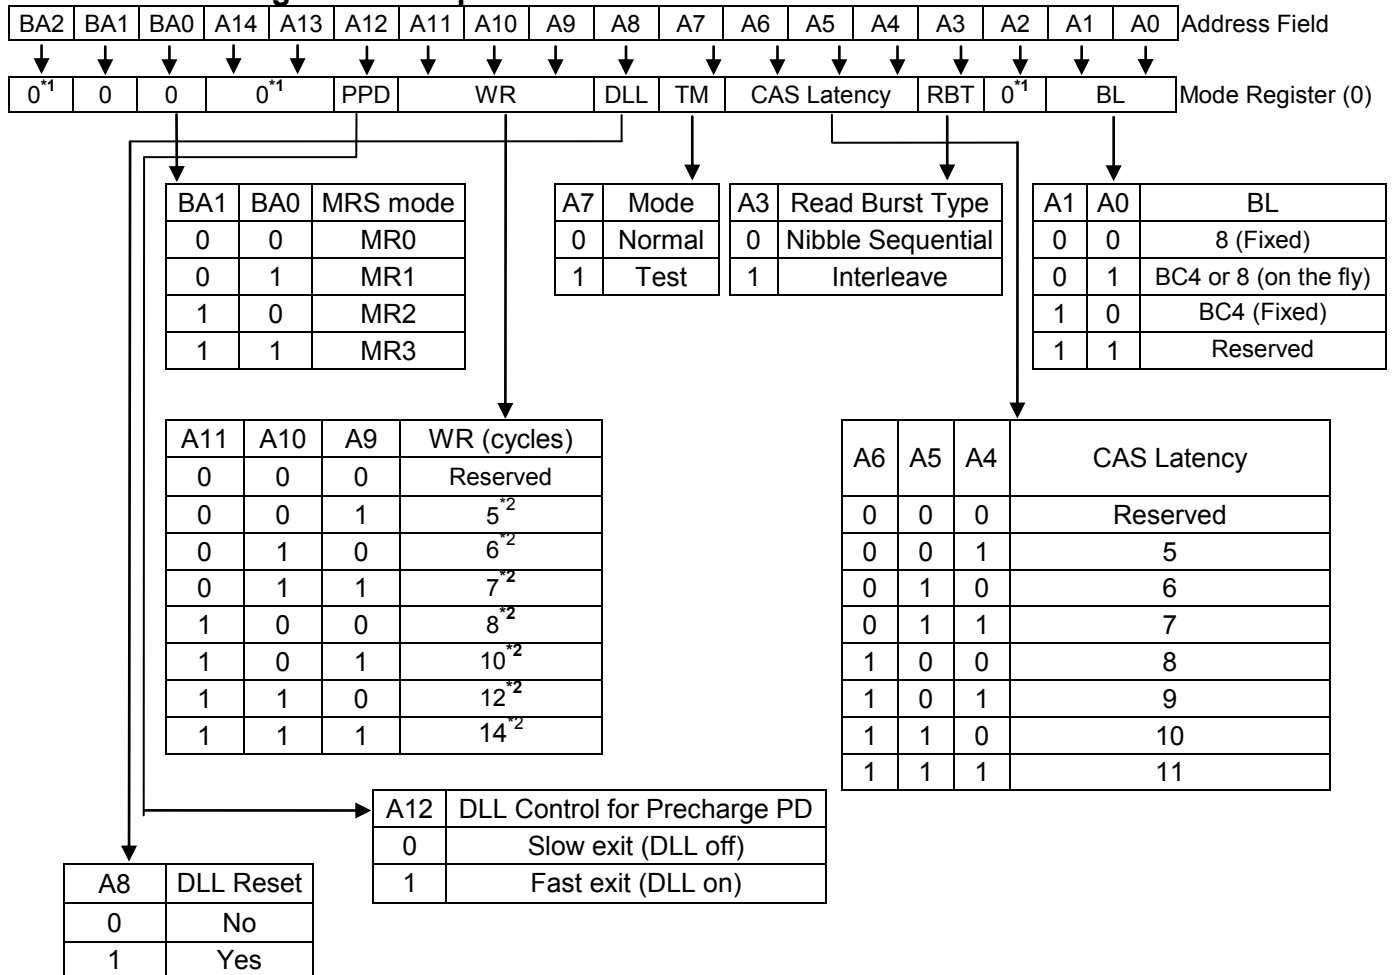 BA2 BA1 BA0 A14 A13 A12 A11 A10 A9 A8 A7 A6 A5 A4 A3 A2 A1 A0 Address Field
0*1 0 0 0*1 PPD WR DLL TM CAS Latency RBT 0*1 BL Mode Register (0)
BA1 BA0 MRS mode
0 0 MR0
0 1 MR1
1 0 MR2
1 1 MR3
A7 Mode
0 Normal
1 Test
A3 Read Burst Type
0 Nibble Sequential
1 Interleave
A1 A0 BL
0 0 8 (Fixed)
0 1 BC4 or 8 (on the fly)
1 0 BC4 (Fixed)
1 1 Reserved
A11 A10 A9 WR (cycles)
0 0 0 Reserved
0 0 1 5*2
0 1 0 6*2
0 1 1 7*2
1 0 0 8*2
1 0 1 10*2
1 1 0 12*2
1 1 1 14*2
A6 A5 A4 CAS Latency
0 0 0 Reserved
0 0 1 5
0 1 0 6
0 1 1 7
1 0 0 8
1 0 1 9
1 1 0 10
1 1 1 11
A12 DLL Control for Precharge PD
0 Slow exit (DLL off)
1 Fast exit (DLL on)
A8 DLL Reset
0 No
1 Yes